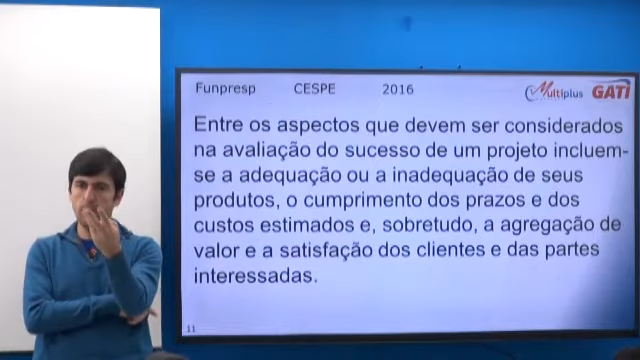 Funpresp CESPE 2016
Multiplus GATI
Entre os aspectos que devem ser considerados
na avaliação do sucesso de um projeto incluem-
se a adequação ou a inadequação de seus
produtos, o cumprimento dos prazos e dos
custos estimados e, sobretudo, a agregação de
valor e a satisfação dos clientes e das partes
interessadas.
11